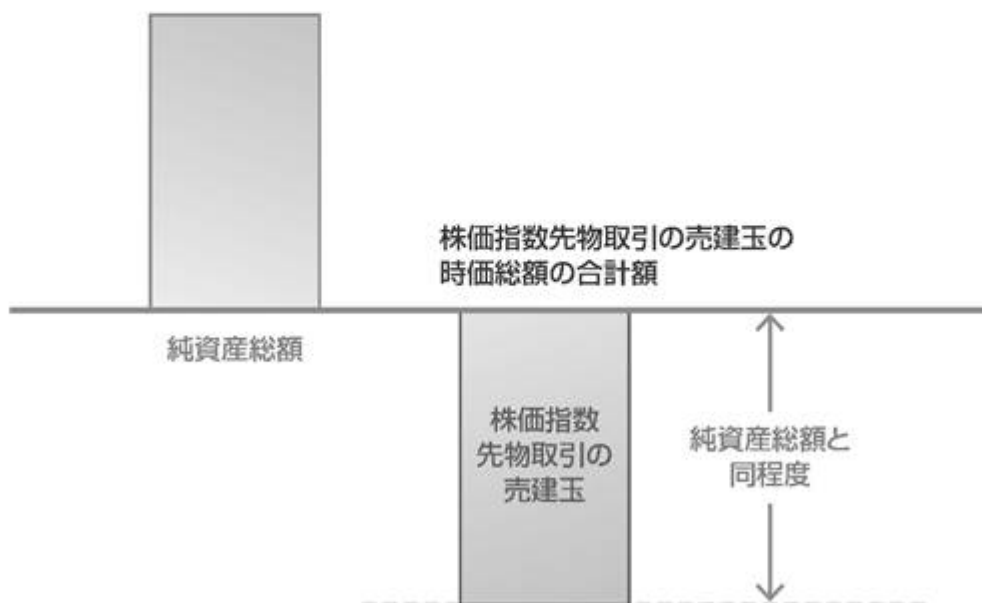 株価指数先物取引の売建玉の
時価総額の合計額
純資産総額
株価指数
先物取引の
売建玉
純資産総額と
同程度